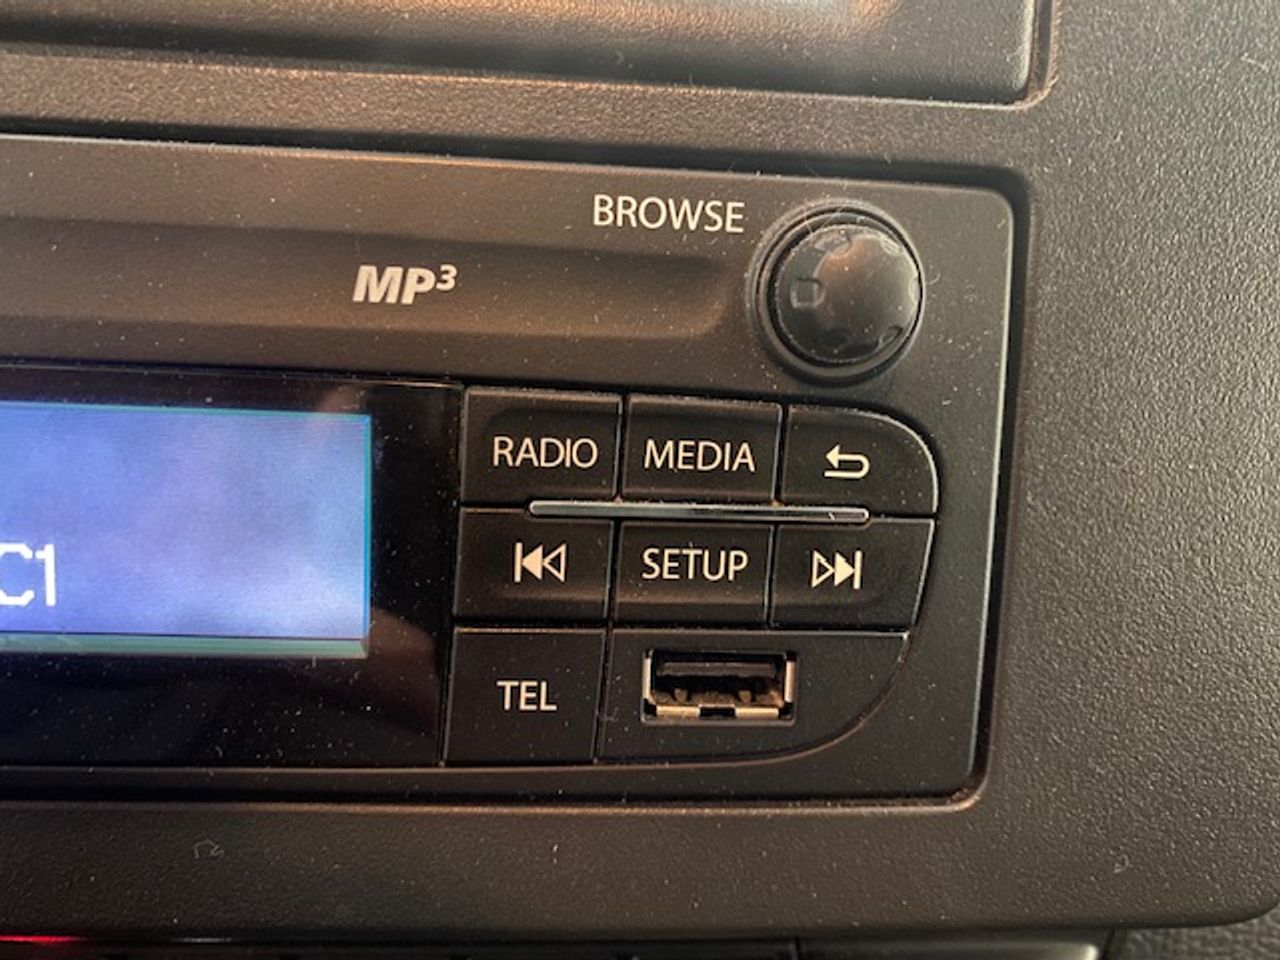 BROWSE
MP3
RADIO MEDIA
C1
SETUP
TEL